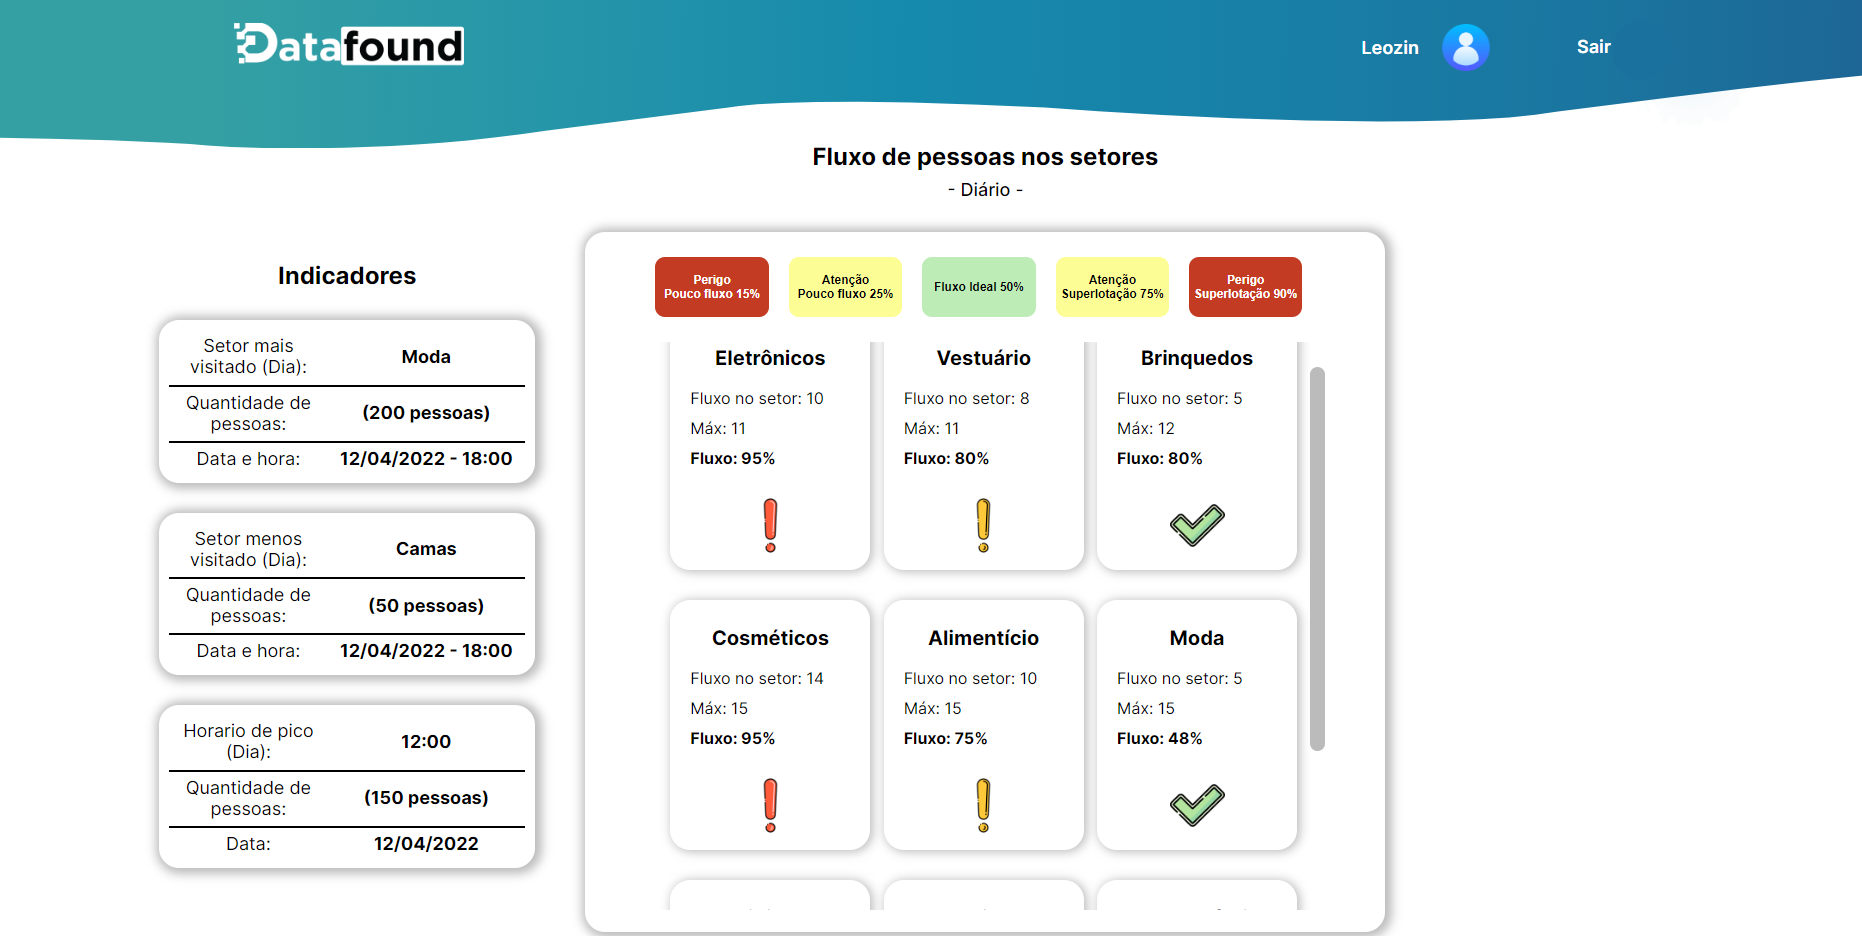 Datafound
Leozin
Sair
Fluxo de pessoas nos setores
- Diário -
Indicadores
Setor mais
visitado (Dia):
Moda
Quantidade de
pessoas:
(200 pessoas)
Data e hora:
12/04/2022 - 18:00
Setor menos
visitado (Dia):
Camas
Quantidade de
pessoas:
(50 pessoas)
Data e hora:
12/04/2022 - 18:00
Horario de pico
(Dia):
12:00
Quantidade de
pessoas:
(150 pessoas)
Data:
12/04/2022
Perigo
Pouco fluxo 15%
Atenção
Pouco fluxo 25%
Fluxo Ideal 50%
Atenção
Superlotação 75%
Perigo
Superlotação 90%
Eletrônicos
Fluxo no setor: 10
Máx: 11
Fluxo: 95%
Vestuário
Fluxo no setor: 8
Máx: 11
Fluxo: 80%
Brinquedos
Fluxo no setor: 5
Máx: 12
Fluxo: 80%
Cosméticos
Fluxo no setor: 14
Máx: 15
Fluxo: 95%
Alimentício
Fluxo no setor: 10
Máx: 15
Fluxo: 75%
Moda
Fluxo no setor: 5
Máx: 15
Fluxo: 48%